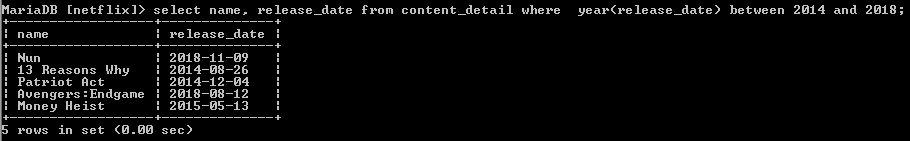 MariaDB [netflix]> select name, release_date from content_detail where  year(release_date) between 2014 and 2018;
+-------------------+--------------+
| name              | release_date |
+-------------------+--------------+
| Nun               | 2018-11-09   |
| 13 Reasons Why    | 2014-08-26   |
| Patriot Act       | 2014-12-04   |
| Avengers:Endgame  | 2018-08-12   |
| Money Heist       | 2015-05-13   |
+-------------------+--------------+
5 rows in set (0.00 sec)